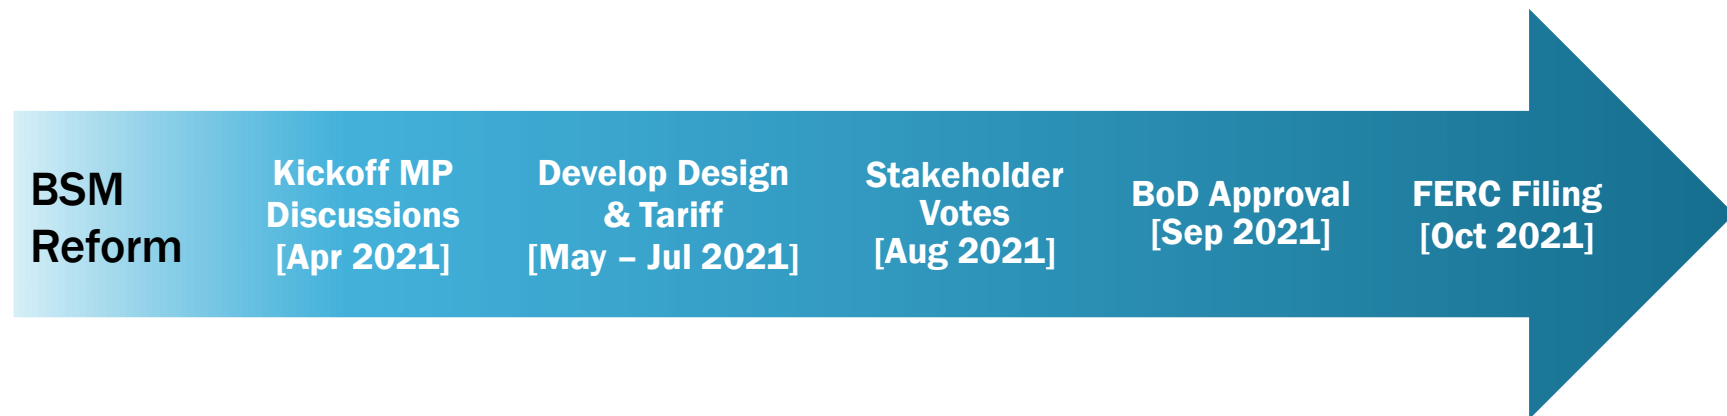 BSM
Reform
Kickoff MP
Discussions
[Apr 2021]
Develop Design
& Tariff
[May – Jul 2021]
Stakeholder
Votes
[Aug 2021]
BoD Approval
[Sep 2021]
FERC Filing
[Oct 2021]